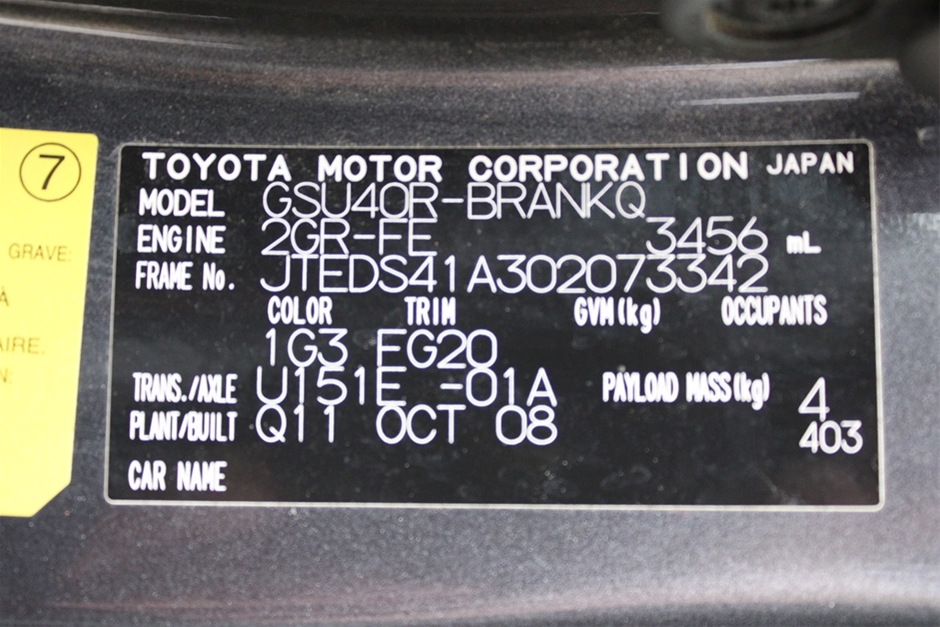 7
GRAVE:
À
AIRE.
N:
TOYOTA MOTOR CORPORATION JAPAN
MODEL GSU40R-BRANKQ
ENGINE 2GR-FE 3456 mL
FRAME No. JTEDS41A302073342
COLOR TRIM GVM(kg) OCCUPANTS
1G3 FG20
TRANS./AXLE U151E -01A PAYLOAD MASS(kg) 4
PLANT/BUILT Q11 OCT 08 403
CAR NAME